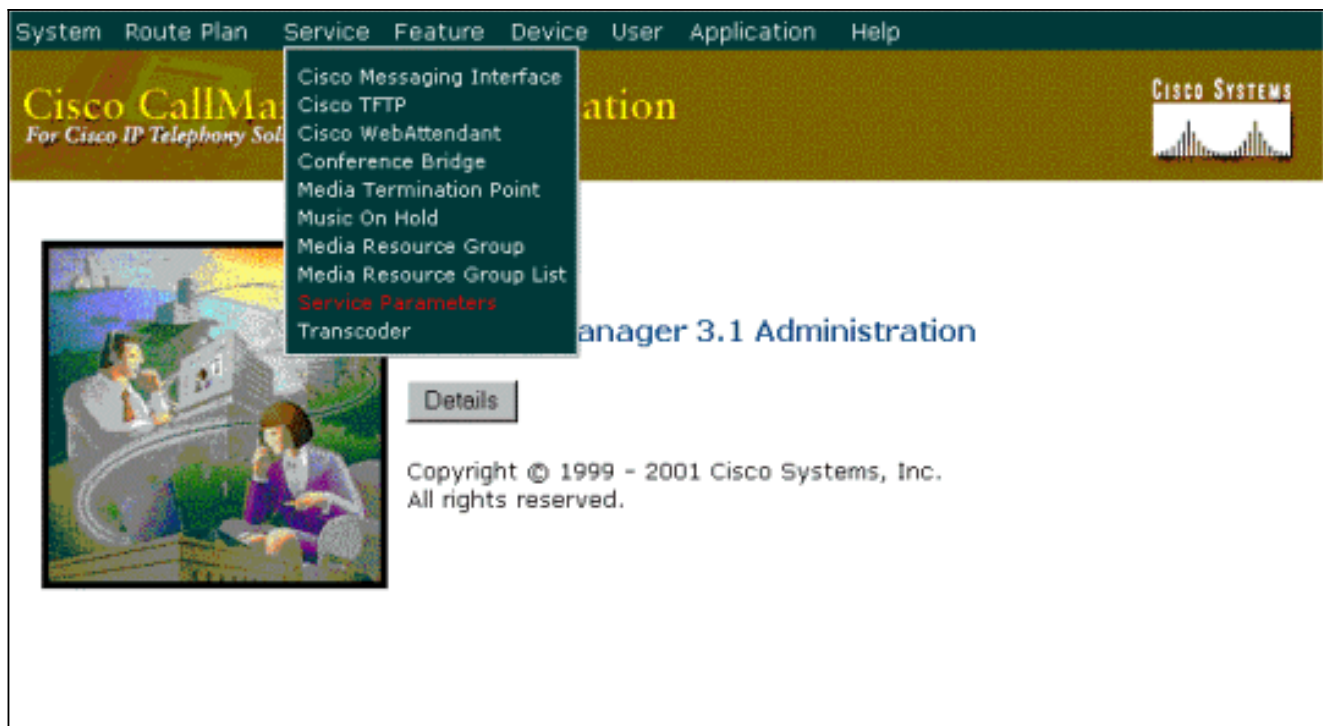 System Route Plan Service Feature Device User Application Help
Cisco Messaging Interface
Cisco TFTP
Cisco WebAttendant
Conference Bridge
Media Termination Point
Music On Hold
Media Resource Group
Media Resource Group List
Service Parameters
Transcoder
Cisco CallMa ation
For Cisco IP Telephony Sol
CISCO SYSTEMS
anager 3.1 Administration
Details
Copyright © 1999 - 2001 Cisco Systems, Inc.
All rights reserved.